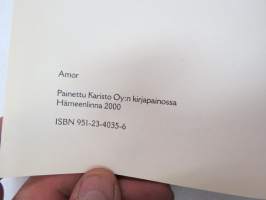 Amor
Painettu Karisto Oy:n kirjapainossa
Hämeenlinna 2000
ISBN 951-23-4035-6